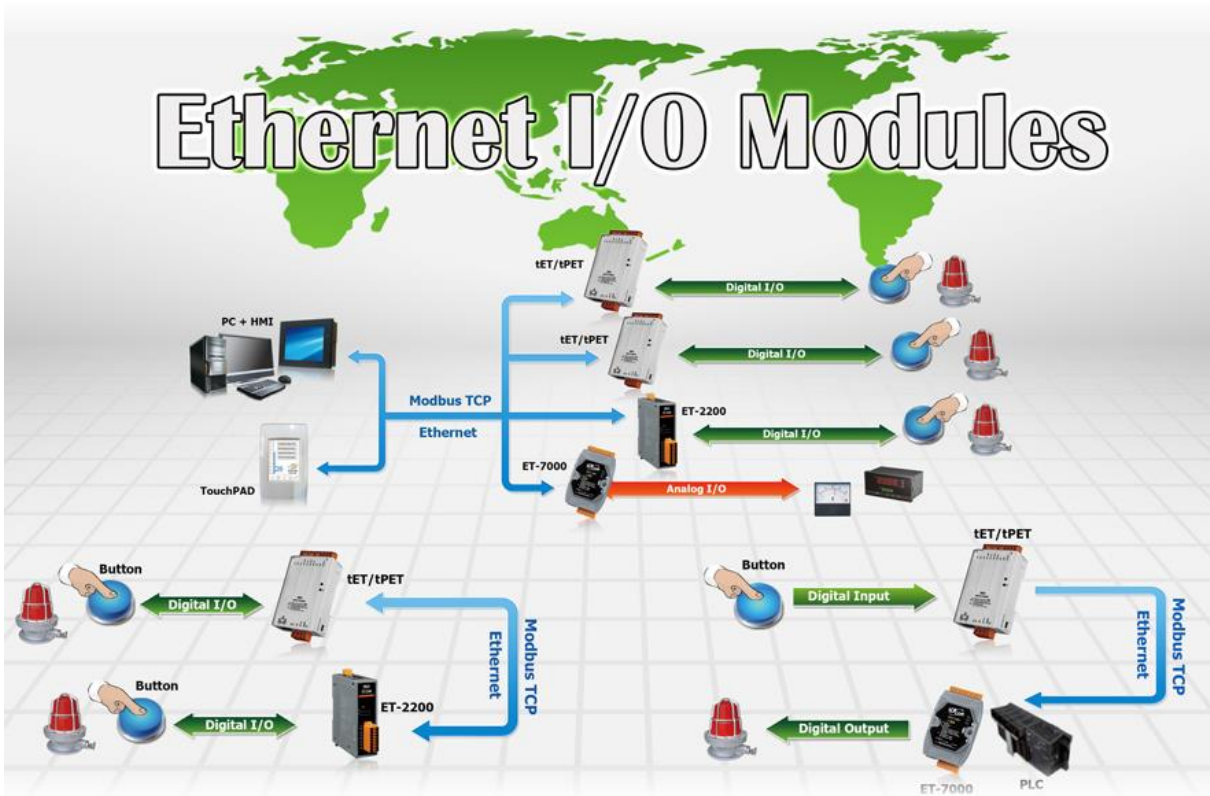 Ethernet I/O Modules
tET/tPET
Digital I/O
PC + HMI
tET/tPET
Digital I/O
Modbus TCP
Ethernet
ET-2200
Digital I/O
TouchPAD
ET-7000
Analog I/O
Button
tET/tPET
Digital I/O
Modbus TCP
Ethernet
Button
ET-2200
Digital I/O
tET/tPET
Button
Digital Input
Modbus TCP
Ethernet
Digital Output
ET-7000
PLC